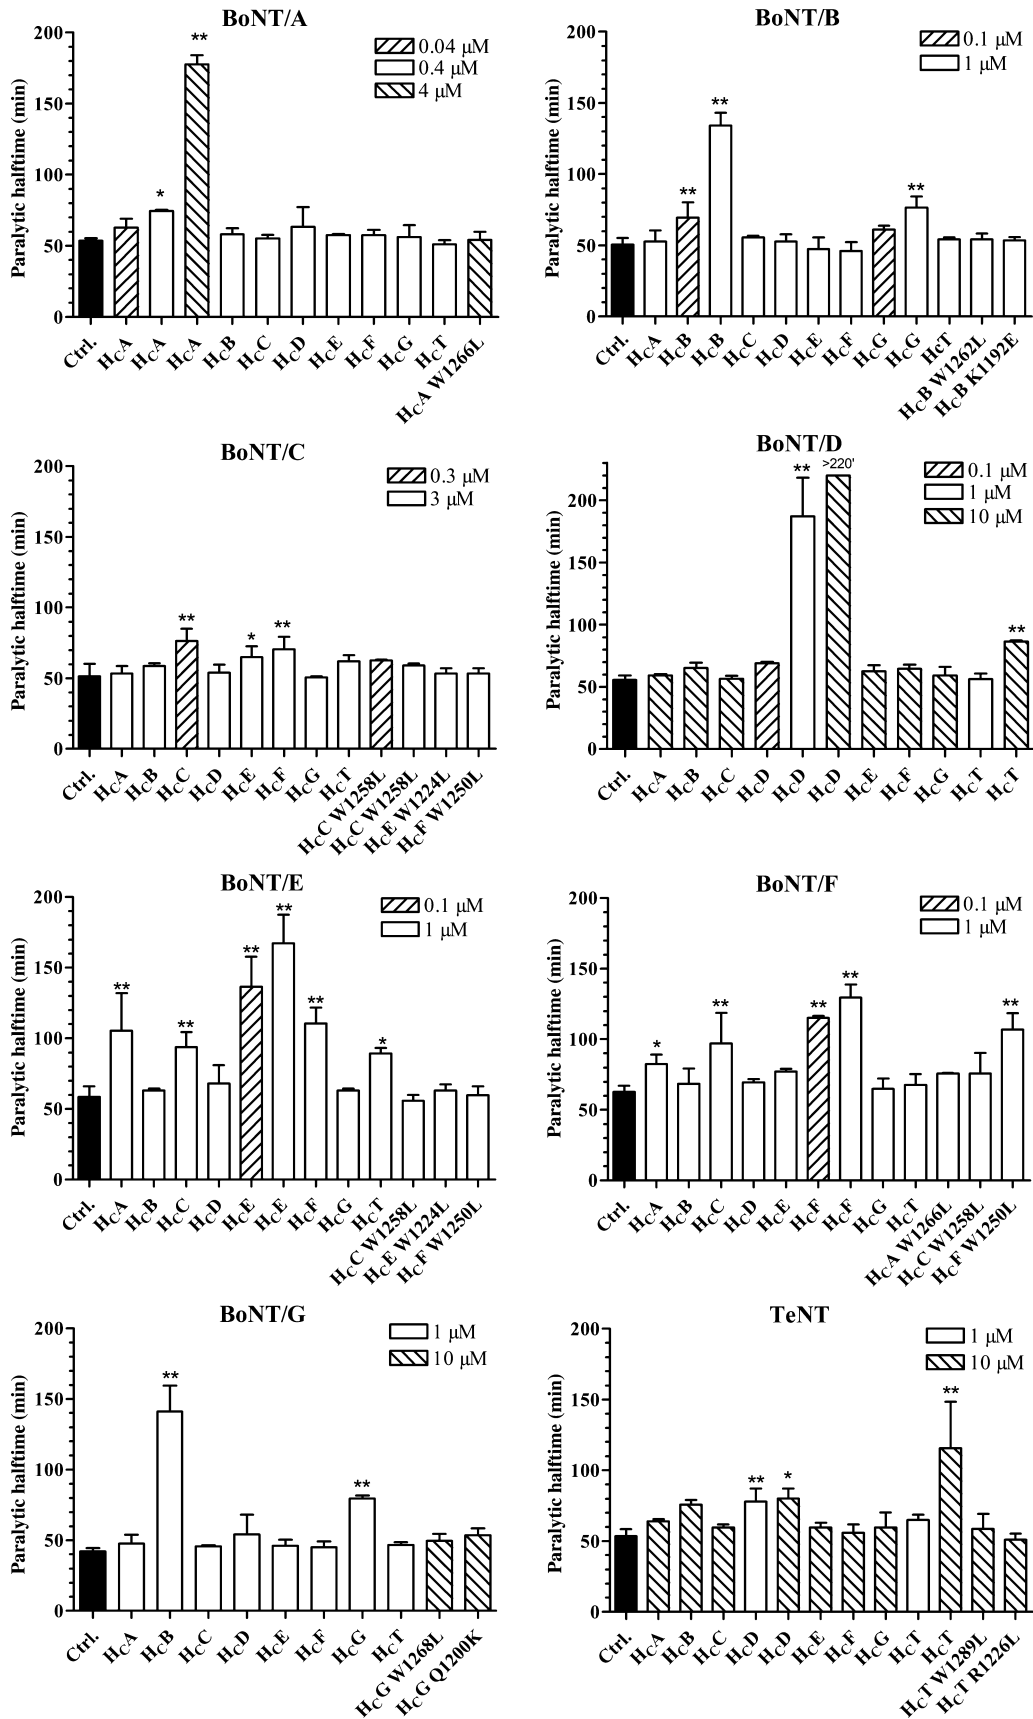 BoNT/A
Paralytic halftime (min)
200
150
100
50
0
0.04 μM
0.4 μM
4 μM
*
**
Ctrl.
HCA
HCA
HCA
HCB
HCC
HCD
HCE
HCF
HCG
HCT
HCA W1266L
BoNT/B
Paralytic halftime (min)
200
150
100
50
0
0.1 μM
1 μM
**
**
**
Ctrl.
HCA
HCB
HCB
HCC
HCD
HCE
HCF
HCG
HCG
HCT
HCB W1262L
HCB K1192E
BoNT/C
Paralytic halftime (min)
200
150
100
50
0
0.3 μM
3 μM
**
*
**
Ctrl.
HCA
HCB
HCC
HCD
HCE
HCF
HCG
HCT
HCC W1258L
HCC W1258L
HCE W1224L
HCF W1250L
BoNT/D
Paralytic halftime (min)
200
150
100
50
0
0.1 μM
1 μM
10 μM
**
>220'
**
Ctrl.
HCA
HCB
HCC
HCD
HCD
HCD
HCE
HCF
HCG
HCT
HCT
BoNT/E
Paralytic halftime (min)
200
150
100
50
0
0.1 μM
1 μM
**
**
**
**
**
*
Ctrl.
HCA
HCB
HCC
HCD
HCE
HCE
HCF
HCG
HCT
HCC W1258L
HCE W1224L
HCF W1250L
BoNT/F
Paralytic halftime (min)
200
150
100
50
0
0.1 μM
1 μM
*
**
**
**
**
Ctrl.
HCA
HCB
HCC
HCD
HCE
HCF
HCF
HCG
HCT
HCA W1266L
HCC W1258L
HCF W1250L
BoNT/G
Paralytic halftime (min)
200
150
100
50
0
1 μM
10 μM
**
**
Ctrl.
HCA
HCB
HCC
HCD
HCE
HCF
HCG
HCT
HCG W1268L
HCG Q1200K
TeNT
Paralytic halftime (min)
200
150
100
50
0
1 μM
10 μM
**
*
**
Ctrl.
HCA
HCB
HCC
HCD
HCD
HCE
HCF
HCG
HCT
HCT
HCT W1289L
HCT R1226L